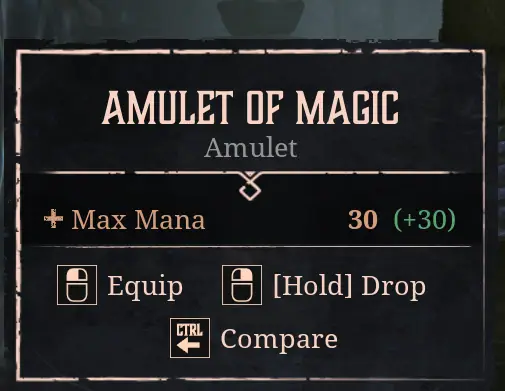 AMULET OF MAGIC
Amulet
Max Mana 30 (+30)
Equip [Hold] Drop
CTRL Compare